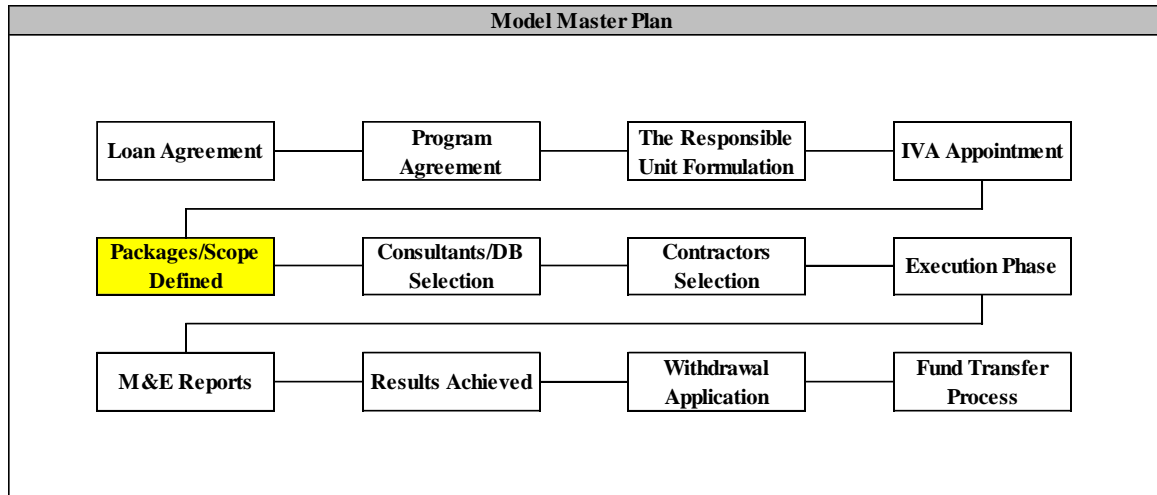 Model Master Plan
Loan Agreement
Program
Agreement
The Responsible
Unit Formulation
IVA Appointment
Packages/Scope
Defined
Consultants/DB
Selection
Contractors
Selection
Execution Phase
M&E Reports
Results Achieved
Withdrawal
Application
Fund Transfer
Process